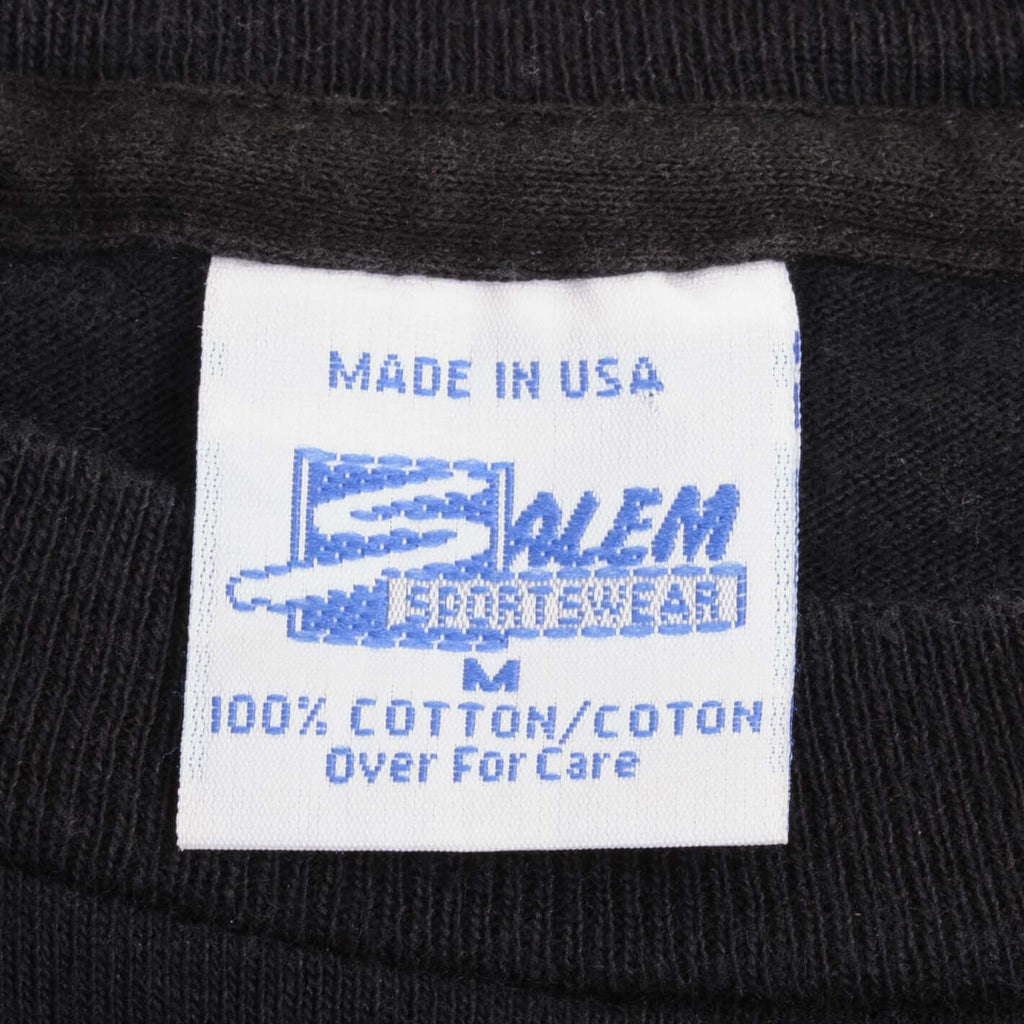 MADE IN USA
SALEM
SPORTSWEAR
M
100% COTTON/COTON
Over For Care